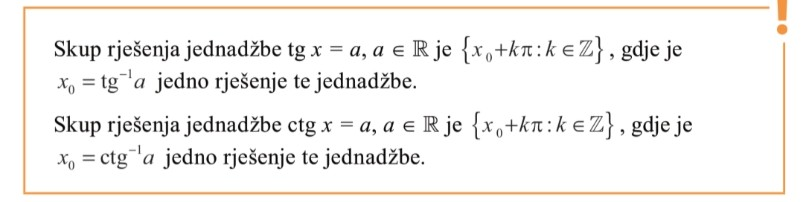 Skup rješenja jednadžbe tg x = a, a ∈ ℝ je {x₀+kπ : k ∈ ℤ}, gdje je
x₀ = tg⁻¹a jedno rješenje te jednadžbe.
Skup rješenja jednadžbe ctg x = a, a ∈ ℝ je {x₀+kπ : k ∈ ℤ}, gdje je
x₀ = ctg⁻¹a jedno rješenje te jednadžbe.